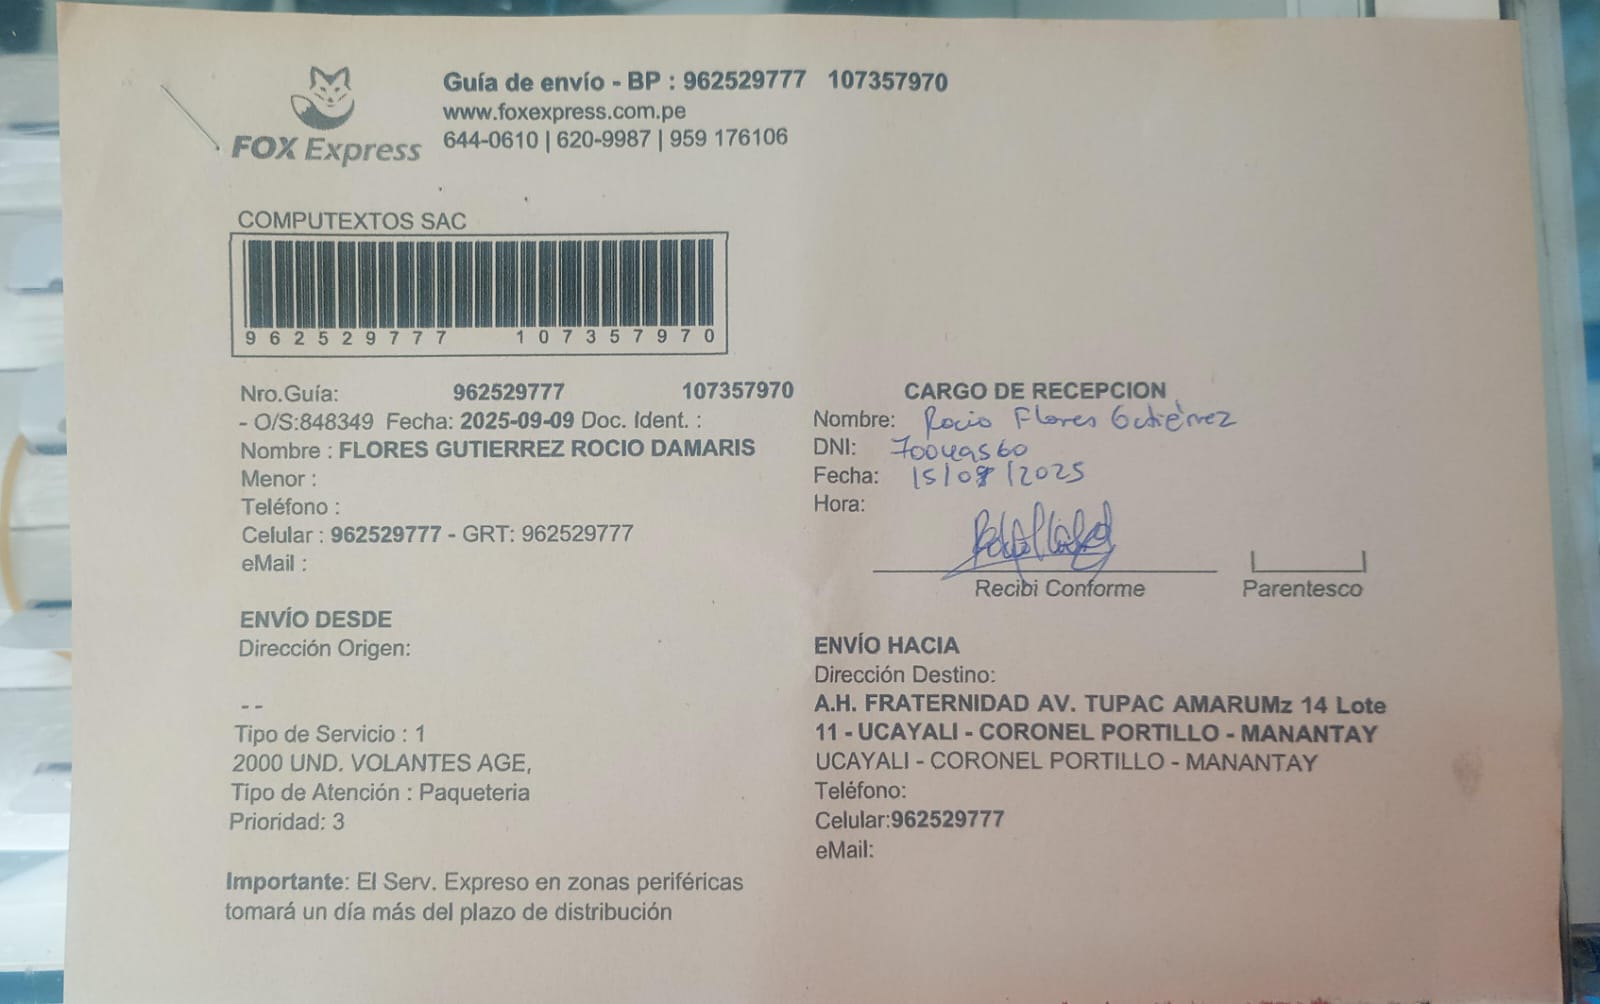 FOX Express
Guía de envío - BP : 962529777 107357970
www.foxexpress.com.pe
644-0610 | 620-9987 | 959 176106
COMPUTEXTOS SAC
962529777 107357970
Nro.Guía: 962529777 107357970
- O/S:848349 Fecha: 2025-09-09 Doc. Ident. :
Nombre : FLORES GUTIERREZ ROCIO DAMARIS
Menor :
Teléfono :
Celular : 962529777 - GRT: 962529777
eMail :
CARGO DE RECEPCION
Nombre: Rocio Flores Gutiérrez
DNI:
Fecha: 15/09/2025
Hora:
Recibi Conforme
Parentesco
ENVÍO DESDE
Dirección Origen:
- -
Tipo de Servicio : 1
2000 UND. VOLANTES AGE,
Tipo de Atención : Paqueteria
Prioridad: 3
ENVÍO HACIA
Dirección Destino:
A.H. FRATERNIDAD AV. TUPAC AMARUMz 14 Lote
11 - UCAYALI - CORONEL PORTILLO - MANANTAY
UCAYALI - CORONEL PORTILLO - MANANTAY
Teléfono:
Celular:962529777
eMail:
Importante: El Serv. Expreso en zonas periféricas
tomará un día más del plazo de distribución